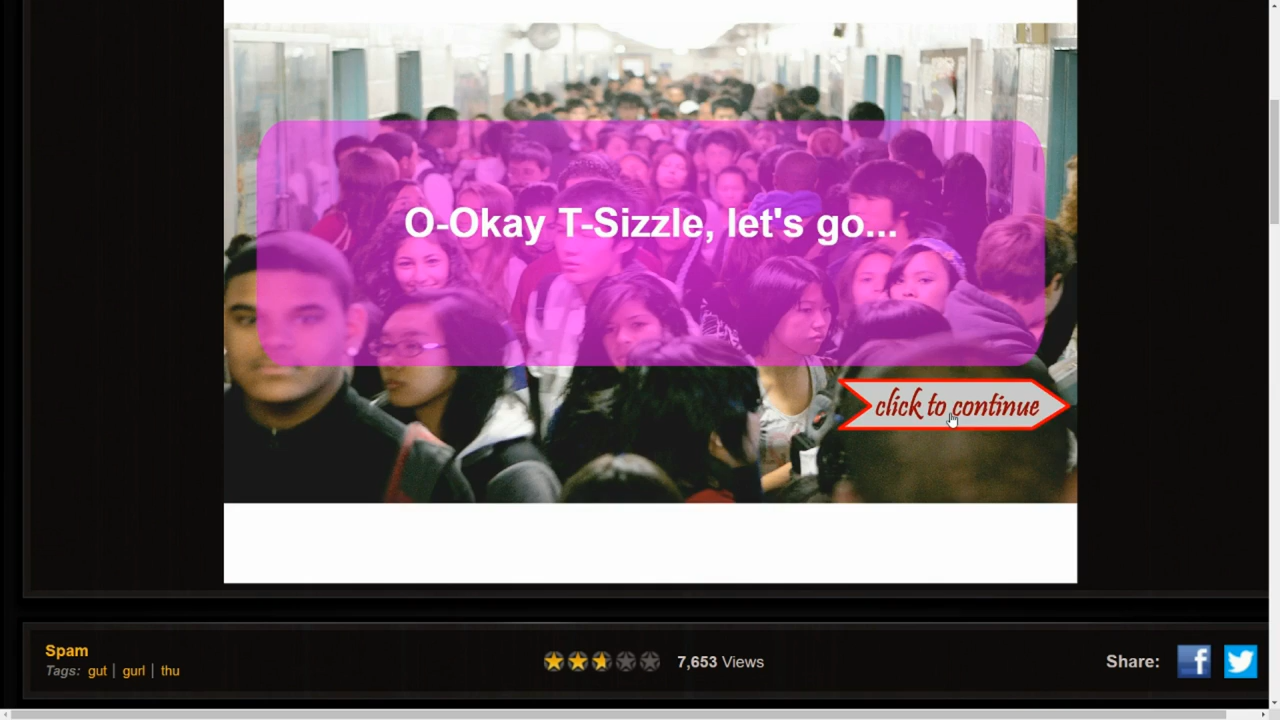 O-Okay T-Sizzle, let's go...
click to continue
Spam
Tags: gut | gurl | thu
7,653 Views
Share: